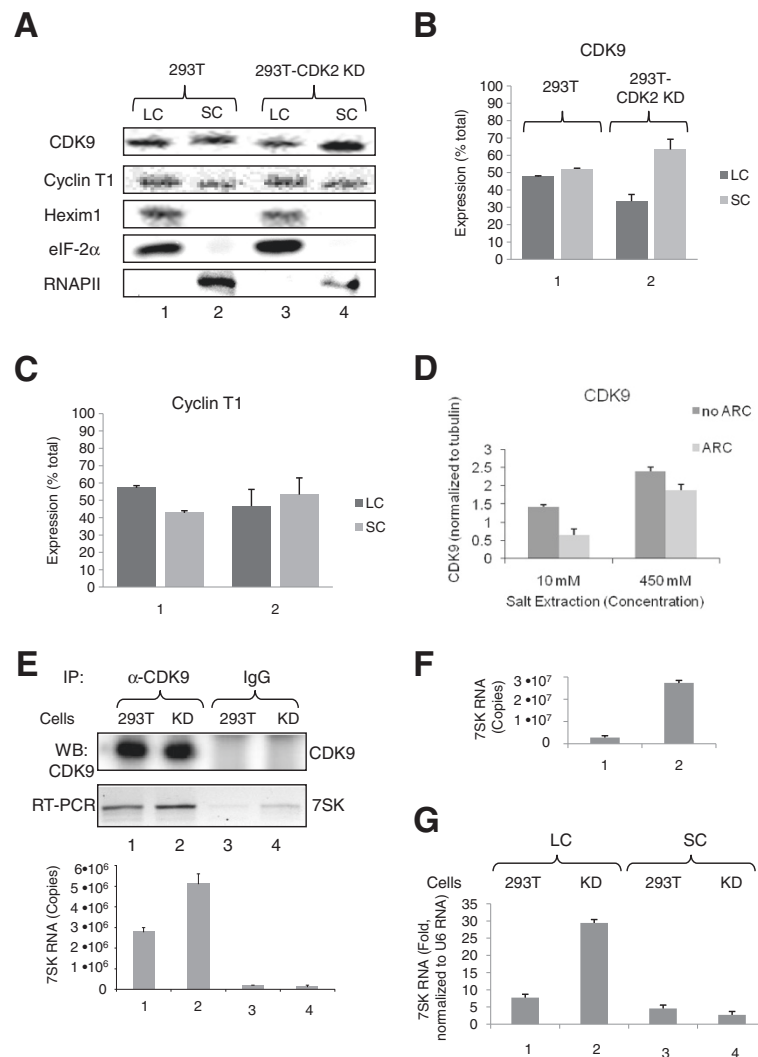 A
293T
293T-CDK2 KD
LC
SC
LC
SC
CDK9
Cyclin T1
Hexim1
eIF-2α
RNAPII
1
2
3
4
B
CDK9
293T
293T-
CDK2 KD
Expression (% total)
100
90
80
70
60
50
40
30
20
10
0
1
2
LC
SC
C
Cyclin T1
Expression (% total)
100
90
80
70
60
50
40
30
20
10
0
1
2
LC
SC
D
CDK9
no ARC
ARC
CDK9 (normalized to tubulin)
3
2.5
2
1.5
1
0.5
0
10 mM
450 mM
Salt Extraction (Concentration)
E
IP:
α-CDK9
IgG
Cells
293T
KD
293T
KD
WB:
CDK9
CDK9
RT-PCR
7SK
1
2
3
4
7SK RNA (Copies)
6•10⁶
5•10⁶
4•10⁶
3•10⁶
2•10⁶
1•10⁶
0
1
2
3
4
F
7SK RNA
(Copies)
3•10⁷
2•10⁷
1•10⁷
0
1
2
G
LC
SC
Cells
293T
KD
293T
KD
7SK RNA (Fold,
normalized to U6 RNA)
35
30
25
20
15
10
5
0
1
2
3
4